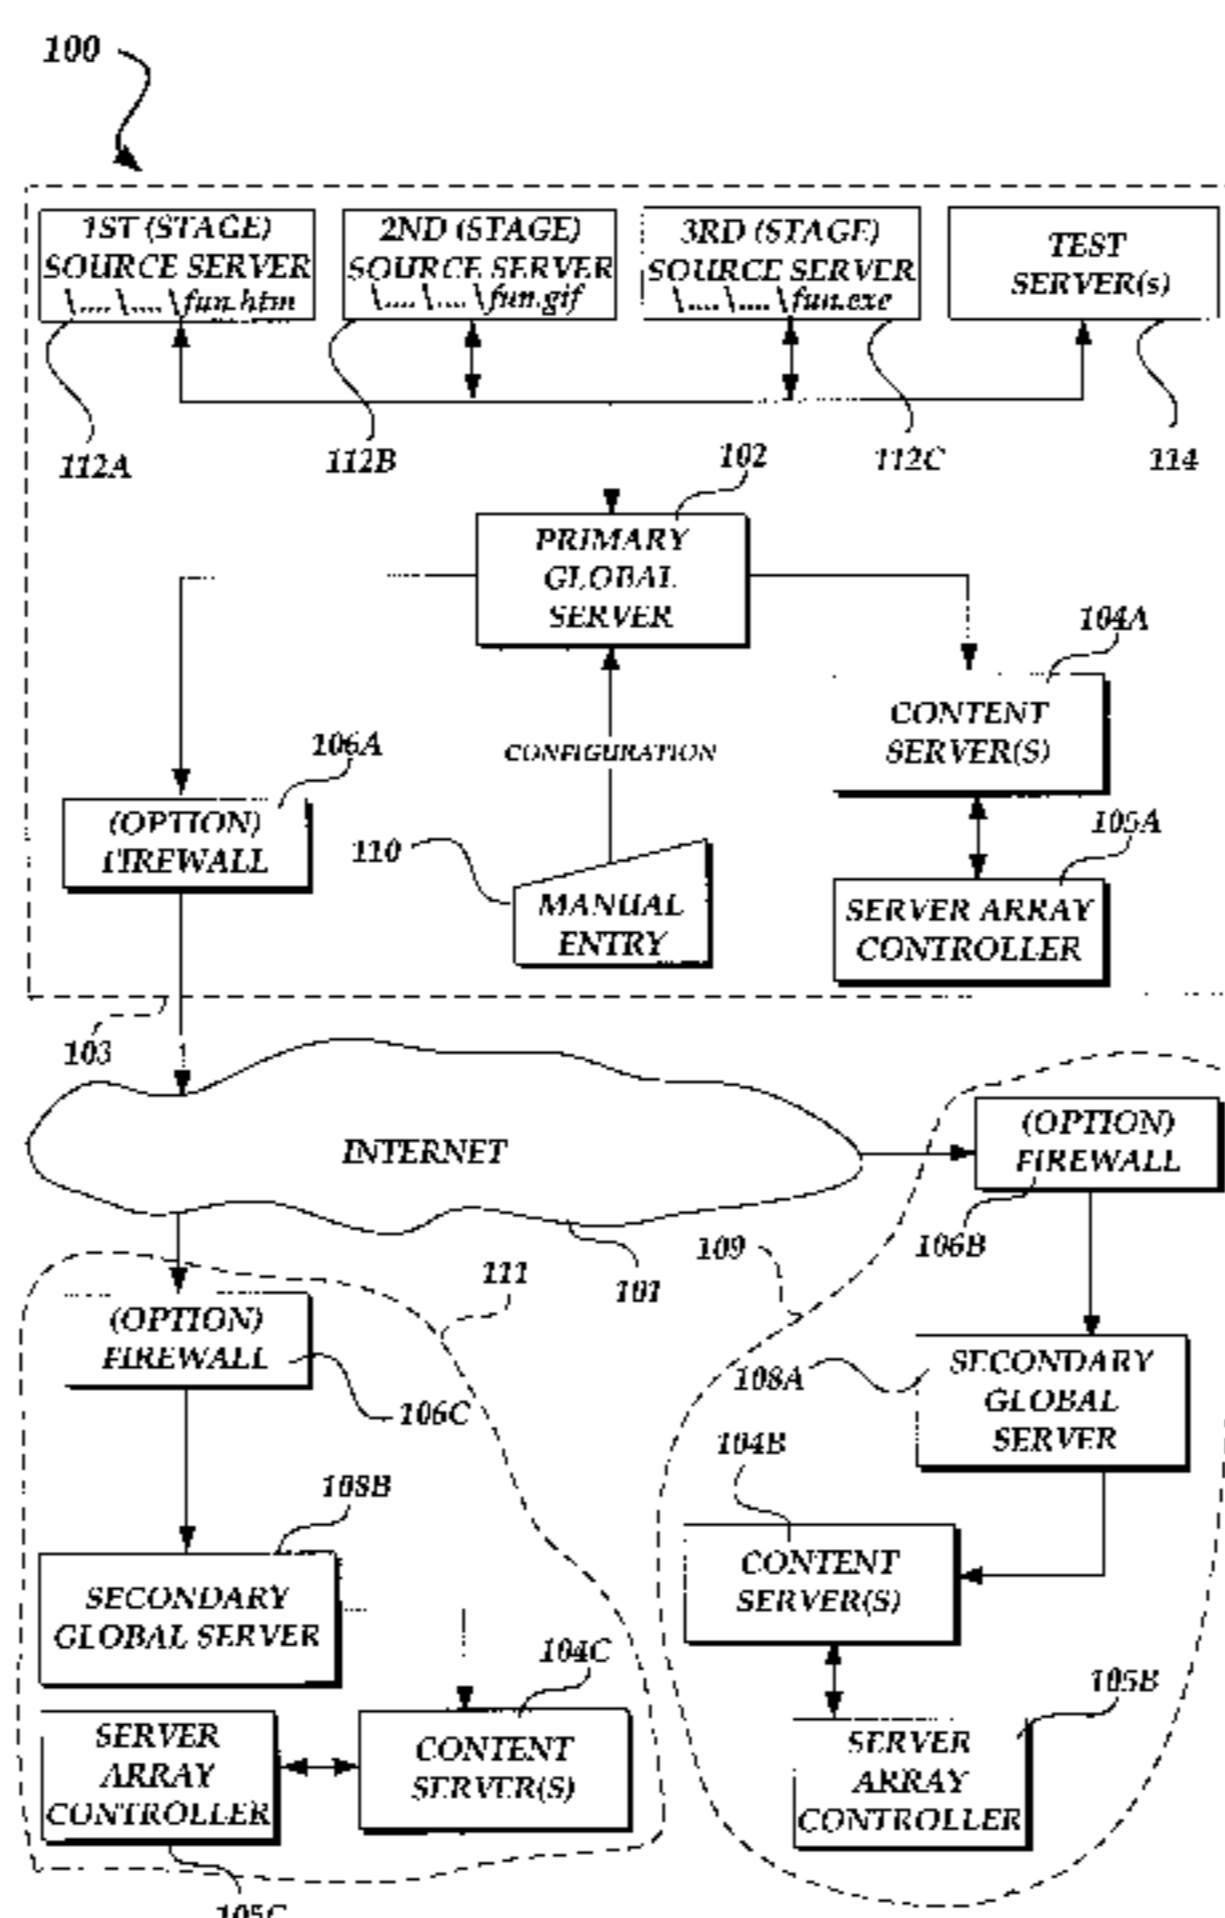 100
1ST (STAGE)
SOURCE SERVER
\.... \.... \fun.htm
2ND (STAGE)
SOURCE SERVER
\.... \.... \fun.gif
3RD (STAGE)
SOURCE SERVER
\.... \.... \fun.exe
TEST
SERVER(s)
112A
112B
112C
114
102
PRIMARY
GLOBAL
SERVER
104A
CONTENT
SERVER(S)
106A
(OPTION)
FIREWALL
CONFIGURATION
110
MANUAL
ENTRY
105A
SERVER ARRAY
CONTROLLER
103
INTERNET
101
(OPTION)
FIREWALL
106B
109
111
(OPTION)
FIREWALL
106C
108A
SECONDARY
GLOBAL
SERVER
104B
CONTENT
SERVER(S)
108B
SECONDARY
GLOBAL SERVER
104C
CONTENT
SERVER(S)
105B
SERVER
ARRAY
CONTROLLER
SERVER
ARRAY
CONTROLLER
105C